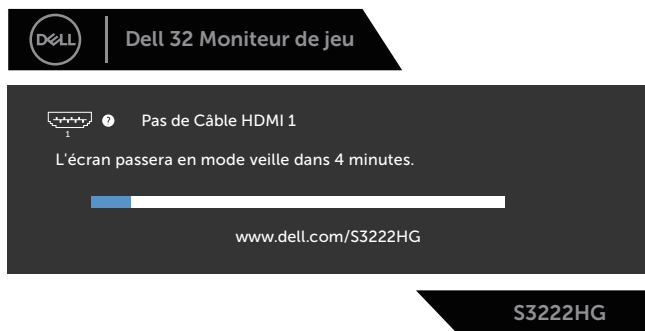 DELL
Dell 32 Moniteur de jeu
? Pas de Câble HDMI 1
1
L'écran passera en mode veille dans 4 minutes.
www.dell.com/S3222HG
S3222HG